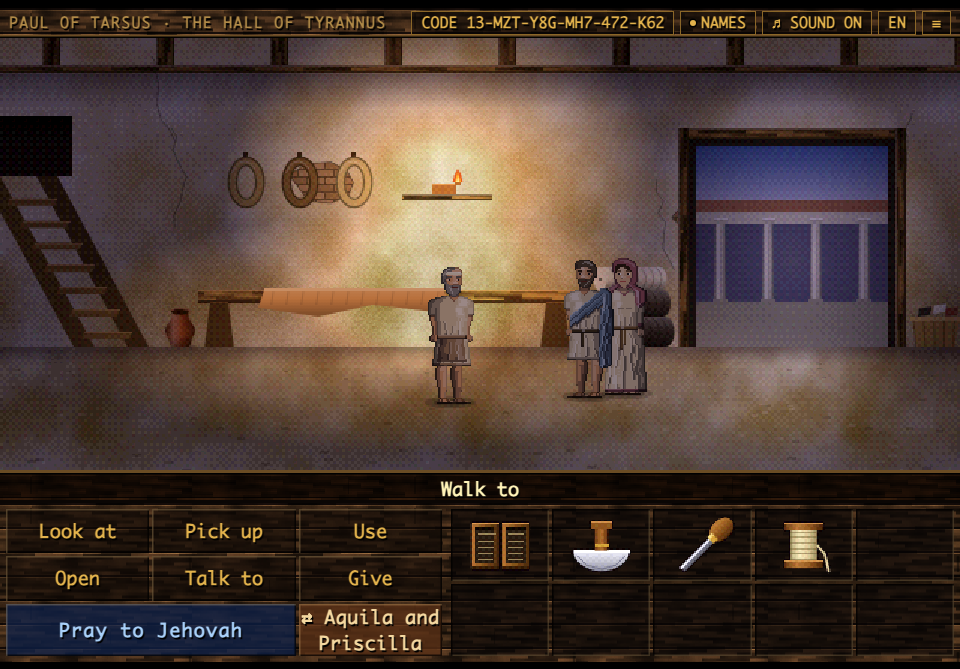 PAUL OF TARSUS · THE HALL OF TYRANNUS
CODE 13-MZT-Y8G-MH7-472-K62
● NAMES
♬ SOUND ON
EN
≡
Walk to
Look at
Pick up
Use
Open
Talk to
Give
Pray to Jehovah
⇄ Aquila and
Priscilla